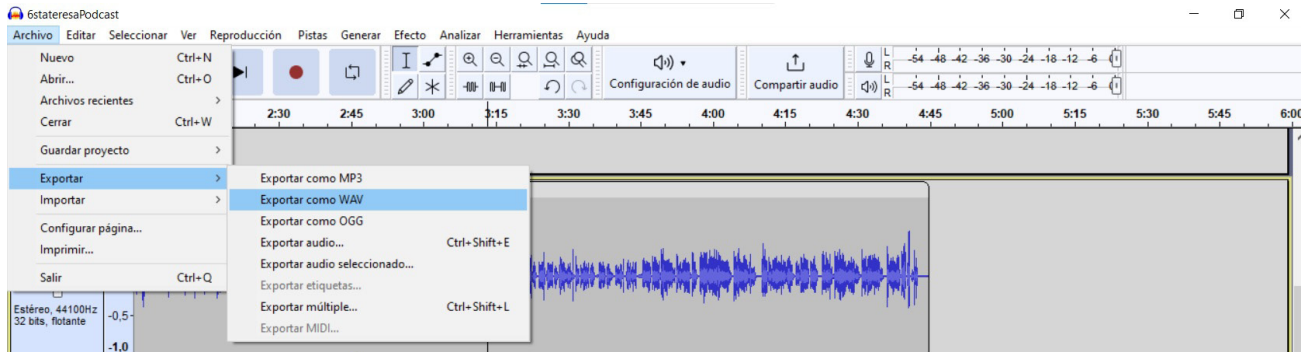 6stateresaPodcast
Archivo Editar Seleccionar Ver Reproducción Pistas Generar Efecto Analizar Herramientas Ayuda
Nuevo Ctrl+N
Abrir... Ctrl+O
Archivos recientes >
Cerrar Ctrl+W
Guardar proyecto >
Exportar >
Importar >
Configurar página...
Imprimir...
Salir Ctrl+Q
Exportar como MP3
Exportar como WAV
Exportar como OGG
Exportar audio... Ctrl+Shift+E
Exportar audio seleccionado...
Exportar etiquetas...
Exportar múltiple... Ctrl+Shift+L
Exportar MIDI...
Configuración de audio
Compartir audio
L
R
-54 -48 -42 -36 -30 -24 -18 -12 -6
L
R
-54 -48 -42 -36 -30 -24 -18 -12 -6
2:30 2:45 3:00 3:15 3:30 3:45 4:00 4:15 4:30 4:45 5:00 5:15 5:30 5:45 6:00
Estéreo, 44100Hz
32 bits, flotante
-0,5-
-1,0